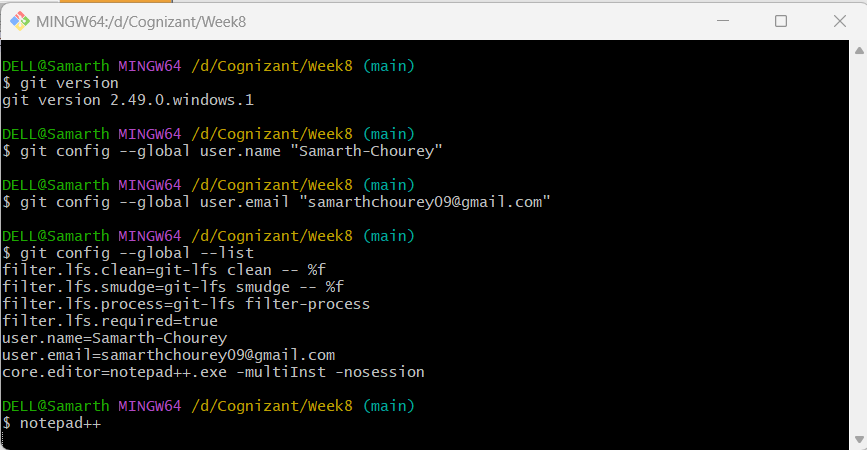 MINGW64:/d/Cognizant/Week8
DELL@Samarth MINGW64 /d/Cognizant/Week8 (main)
$ git version
git version 2.49.0.windows.1
DELL@Samarth MINGW64 /d/Cognizant/Week8 (main)
$ git config --global user.name "Samarth-Chourey"
DELL@Samarth MINGW64 /d/Cognizant/Week8 (main)
$ git config --global user.email "samarthchourey09@gmail.com"
DELL@Samarth MINGW64 /d/Cognizant/Week8 (main)
$ git config --global --list
filter.lfs.clean=git-lfs clean -- %f
filter.lfs.smudge=git-lfs smudge -- %f
filter.lfs.process=git-lfs filter-process
filter.lfs.required=true
user.name=Samarth-Chourey
user.email=samarthchourey09@gmail.com
core.editor=notepad++.exe -multiInst -nosession
DELL@Samarth MINGW64 /d/Cognizant/Week8 (main)
$ notepad++